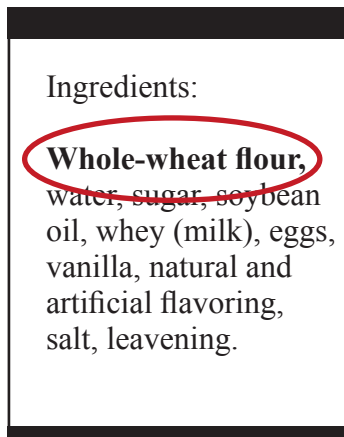 Ingredients:
Whole-wheat flour,
water, sugar, soybean
oil, whey (milk), eggs,
vanilla, natural and
artificial flavoring,
salt, leavening.